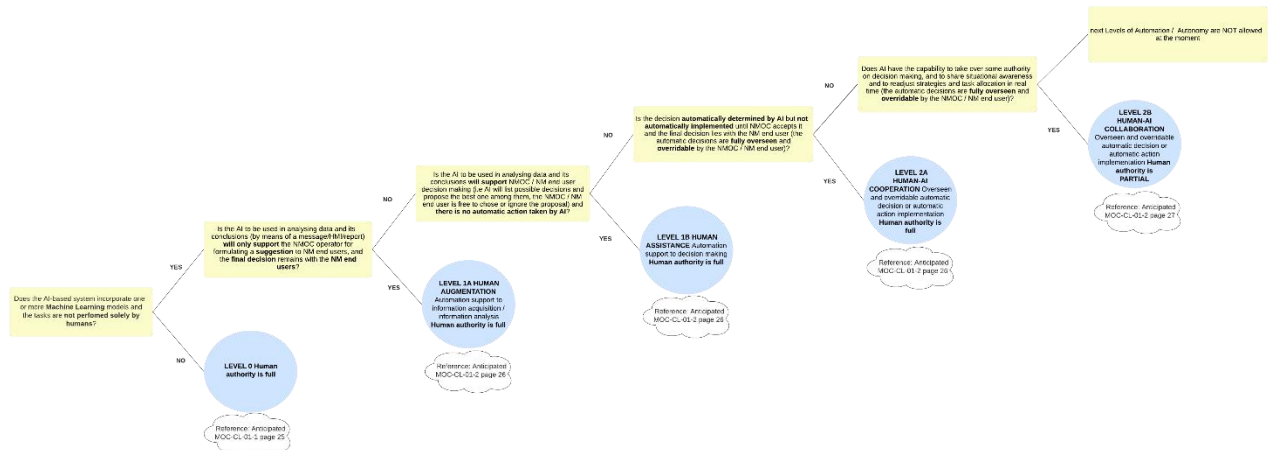 Does the AI-based system incorporate one
or more Machine Learning models and
the tasks are not perfomed solely by
humans?
YES
NO
LEVEL 0 Human
authority is full
Reference: Anticipated
MOC-CL-01-1 page 25
Is the AI to be used in analysing data and its
conclusions (by means of a message/HMI/report)
will only support the NMOC operator for
formulating a suggestion to NM end users, and
the final decision remains with the NM end
users?
NO
YES
LEVEL 1A HUMAN
AUGMENTATION
Automation support to
information acquisition /
information analysis
Human authority is full
Reference: Anticipated
MOC-CL-01-2 page 26
Is the AI to be used in analysing data and its
conclusions will support NMOC / NM end user
decision making (i.e AI will list possible decisions and
propose the best one among them, the NMOC / NM
end user is free to chose or ignore the proposal) and
there is no automatic action taken by AI?
NO
YES
LEVEL 1B HUMAN
ASSISTANCE Automation
support to decision making
Human authority is full
Reference: Anticipated
MOC-CL-01-2 page 26
Is the decision automatically determined by AI but not
automatically implemented until NMOC accepts it
and the final decision lies with the NM end user (the
automatic decisions are fully overseen and
overridable by the NMOC / NM end user)?
NO
YES
LEVEL 2A
HUMAN-AI
COOPERATION Overseen
and overridable automatic
decision or automatic
action implementation
Human authority is
full
Reference: Anticipated
MOC-CL-01-2 page 26
Does AI have the capability to take over some authority
on decision making, and to share situational awareness
and to readjust strategies and task allocation in real
time (the automatic decisions are fully overseen and
overridable by the NMOC / NM end user)?
YES
next Levels of Automation / Autonomy are NOT allowed
at the moment
LEVEL 2B
HUMAN-AI
COLLABORATION
Overseen and overridable
automatic decision or
automatic action
implementation Human
authority is
PARTIAL
Reference: Anticipated
MOC-CL-01-2 page 27